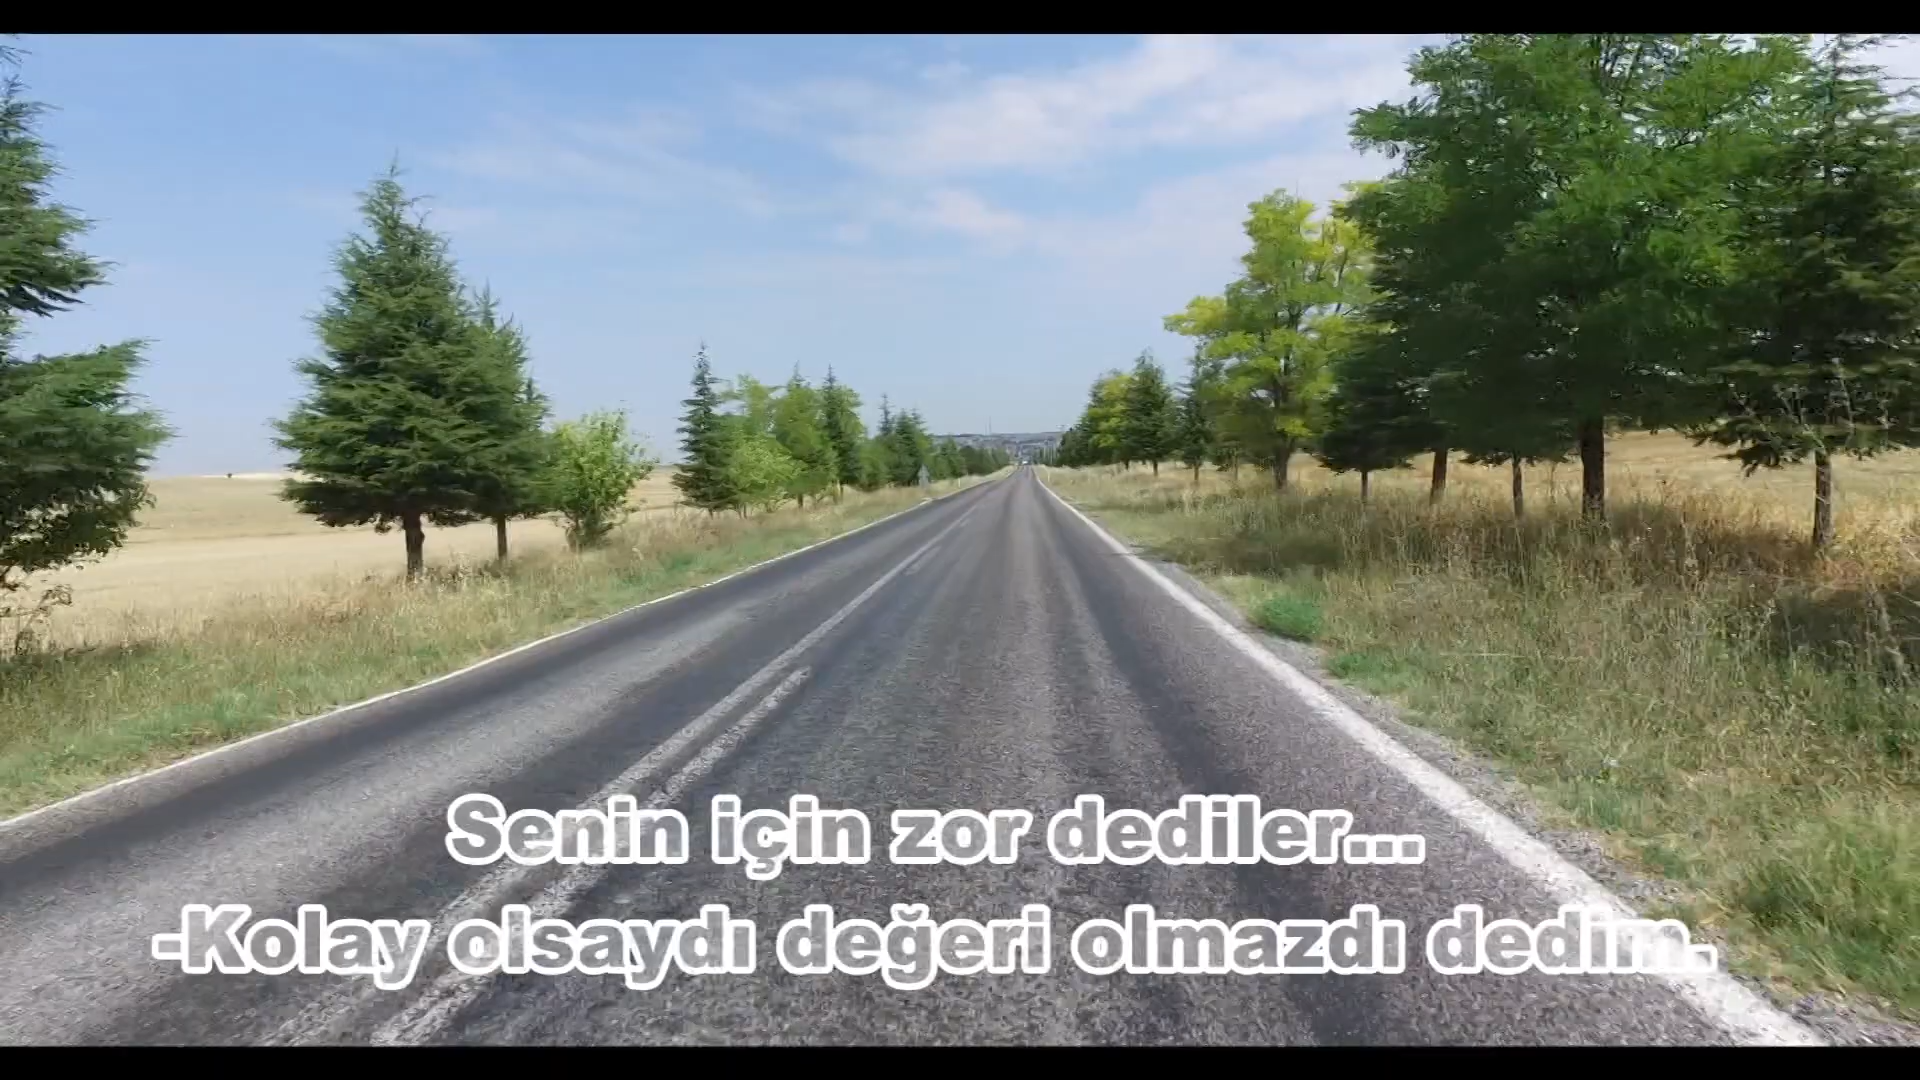 Senin için zor dediler...
-Kolay olsaydı değeri olmazdı dedim.